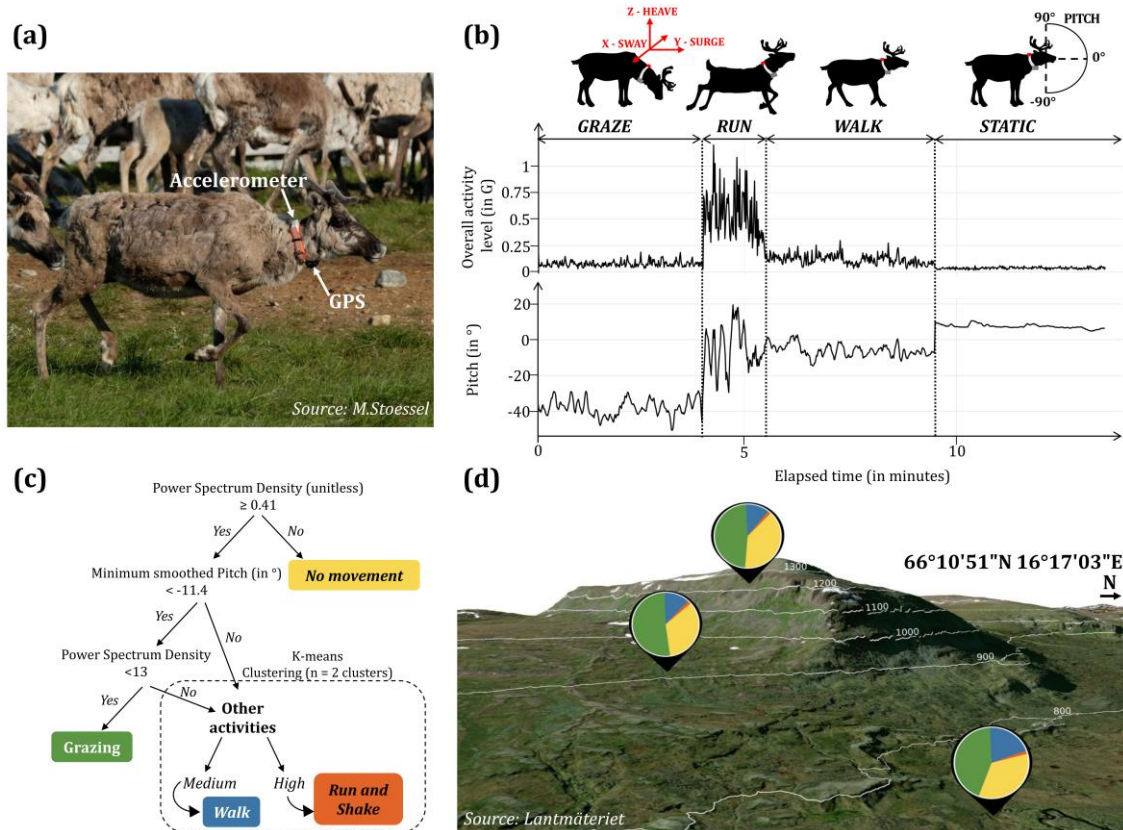 (a)
Accelerometer
GPS
Source: M.Stoessel
(b)
Z - HEAVE
X - SWAY
Y - SURGE
90°
PITCH
0°
-90°
GRAZE
RUN
WALK
STATIC
Overall activity
level (in G)
1
0.75
0.5
0.25
0
Pitch (in °)
20
0
-20
-40
0
5
10
Elapsed time (in minutes)
(c)
Power Spectrum Density (unitless)
≥ 0.41
Yes
No
Minimum smoothed Pitch (in °)
< -11.4
No movement
Yes
No
Power Spectrum Density
<13
K-means
Clustering (n = 2 clusters)
Yes
No
Grazing
Other
activities
Medium
High
Walk
Run and
Shake
(d)
66°10'51"N 16°17'03"E
N
1300
1200
1100
1000
900
800
Source: Lantmäteriet